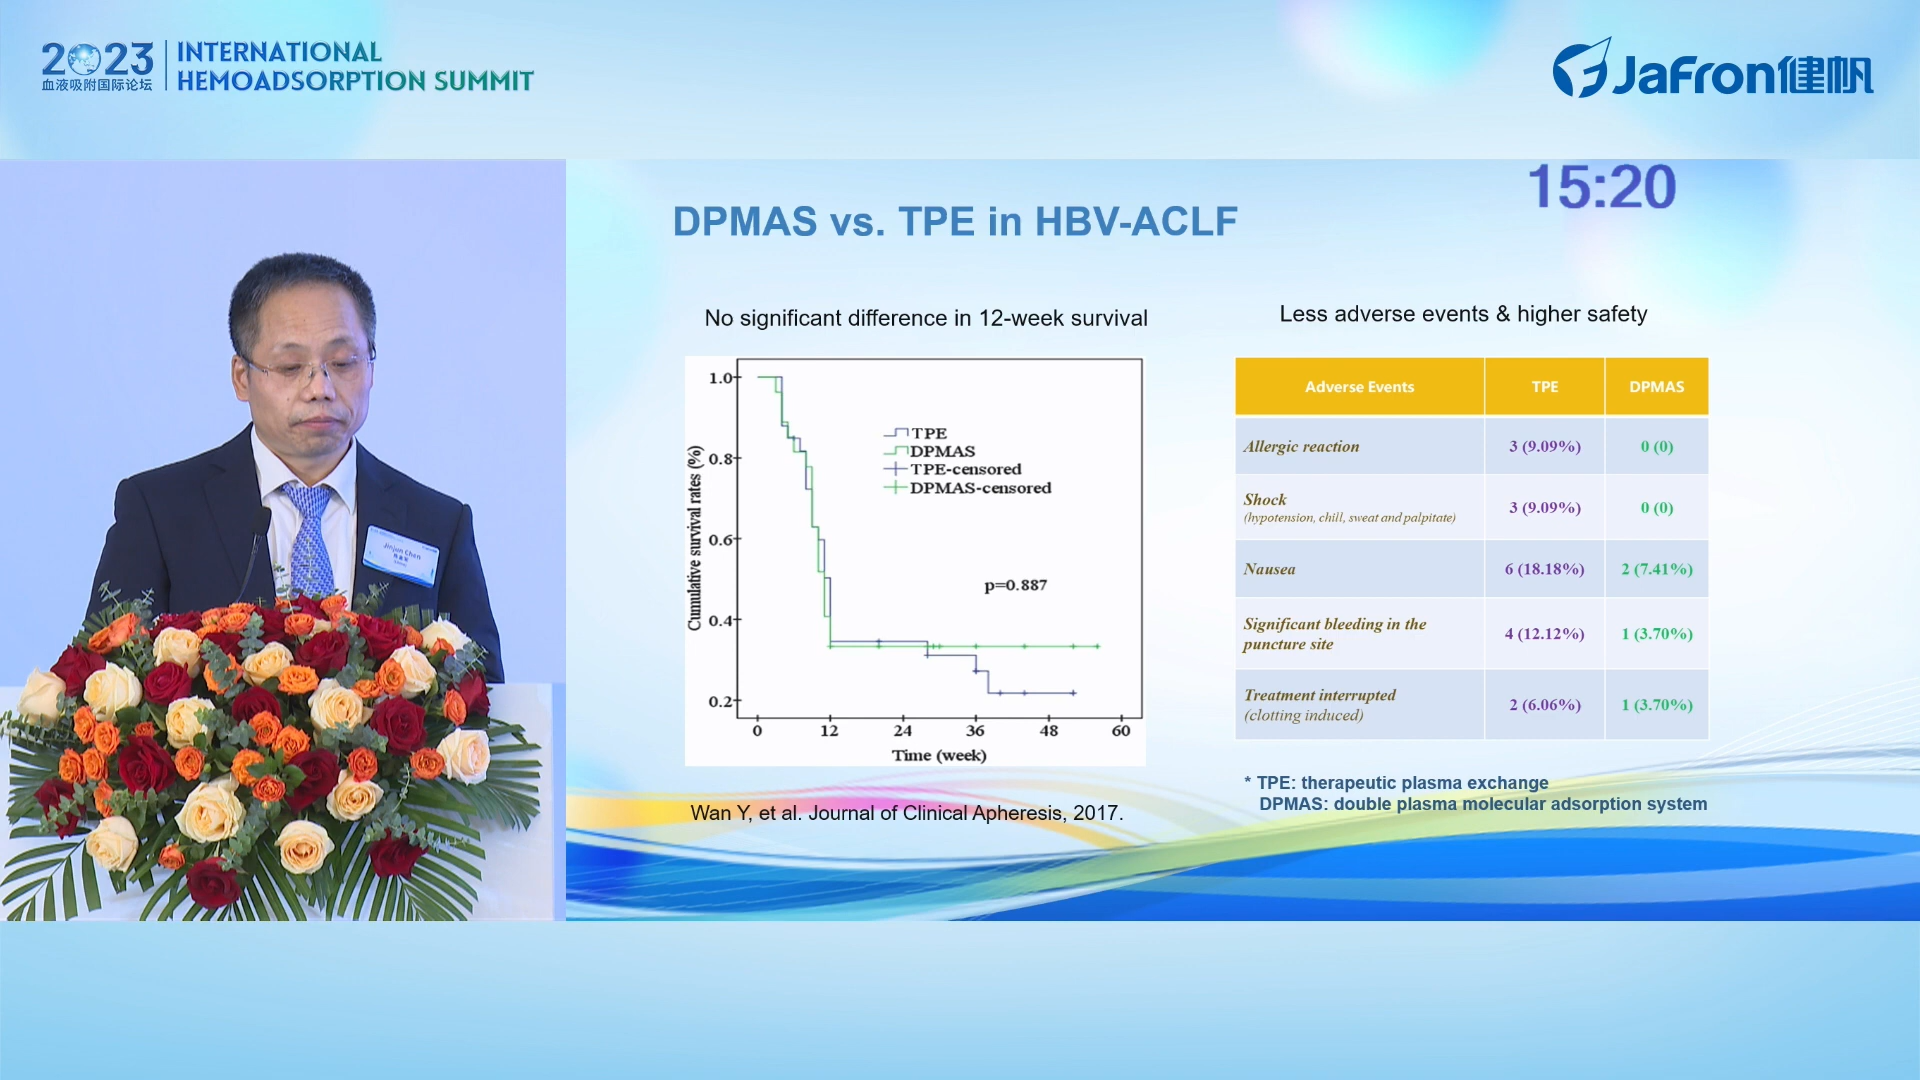 2023
血液吸附国际论坛
INTERNATIONAL
HEMOADSORPTION SUMMIT
JaFron健帆
15:20
DPMAS vs. TPE in HBV-ACLF
No significant difference in 12-week survival
Cumulative survival rates (%)
1.0
0.8
0.6
0.4
0.2
TPE
DPMAS
TPE-censored
DPMAS-censored
p=0.887
0 12 24 36 48 60
Time (week)
Wan Y, et al. Journal of Clinical Apheresis, 2017.
Less adverse events & higher safety
Adverse Events TPE DPMAS
Allergic reaction 3 (9.09%) 0 (0)
Shock
(hypotension, chill, sweat and palpitate) 3 (9.09%) 0 (0)
Nausea 6 (18.18%) 2 (7.41%)
Significant bleeding in the
puncture site 4 (12.12%) 1 (3.70%)
Treatment interrupted
(clotting induced) 2 (6.06%) 1 (3.70%)
* TPE: therapeutic plasma exchange
DPMAS: double plasma molecular adsorption system
Jinjun Chen